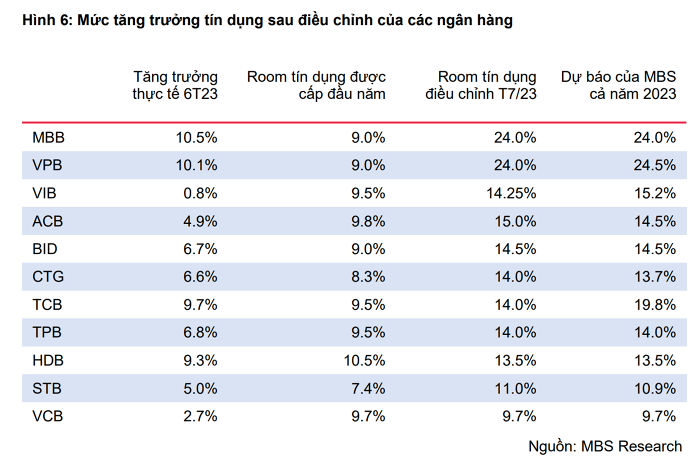 Hình 6: Mức tăng trưởng tín dụng sau điều chỉnh của các ngân hàng
Tăng trưởng thực tế 6T23 Room tín dụng được cấp đầu năm Room tín dụng điều chỉnh T7/23 Dự báo của MBS cả năm 2023
MBB 10.5% 9.0% 24.0% 24.0%
VPB 10.1% 9.0% 24.0% 24.5%
VIB 0.8% 9.5% 14.25% 15.2%
ACB 4.9% 9.8% 15.0% 14.5%
BID 6.7% 9.0% 14.5% 14.5%
CTG 6.6% 8.3% 14.0% 13.7%
TCB 9.7% 9.5% 14.0% 19.8%
TPB 6.8% 9.5% 14.0% 14.0%
HDB 9.3% 10.5% 13.5% 13.5%
STB 5.0% 7.4% 11.0% 10.9%
VCB 2.7% 9.7% 9.7% 9.7%
Nguồn: MBS Research